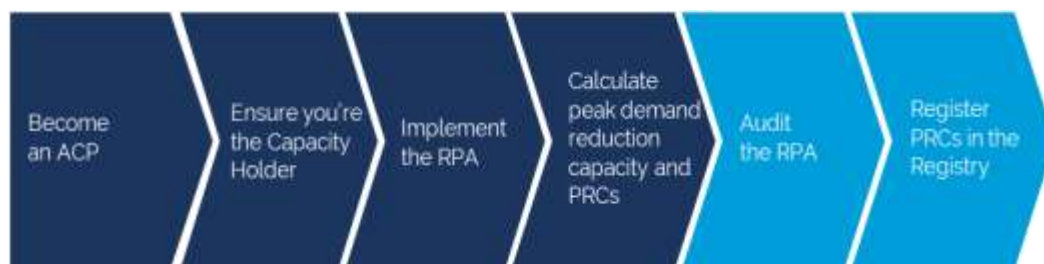 Become
an ACP
Ensure you're
the Capacity
Holder
Implement
the RPA
Calculate
peak demand
reduction
capacity and
PRCs
Audit
the RPA
Register
PRCs in the
Registry